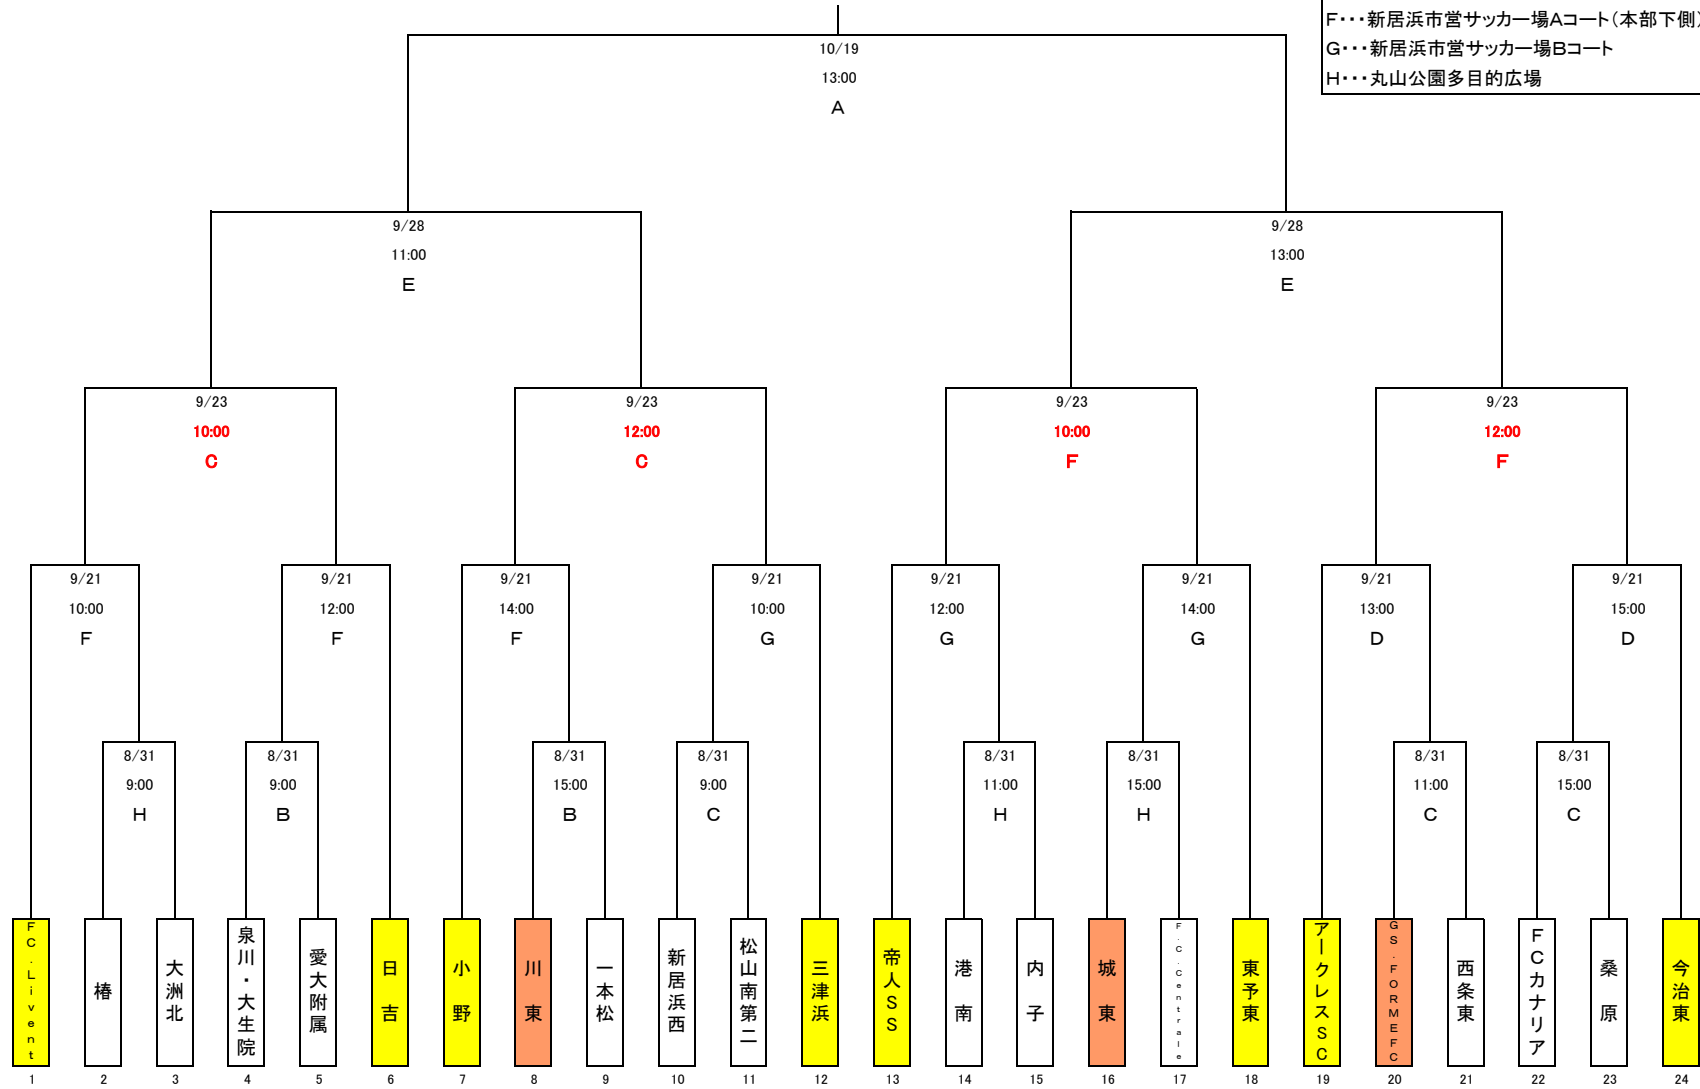 F・・・新居浜市営サッカー場Aコート（本部下側）
G・・・新居浜市営サッカー場Bコート
H・・・丸山公園多目的広場
10/19
13:00
A
9/28
11:00
E
9/28
13:00
E
9/23
10:00
C
9/23
12:00
C
9/23
10:00
F
9/23
12:00
F
9/21
10:00
F
9/21
12:00
F
9/21
14:00
F
9/21
10:00
G
9/21
12:00
G
9/21
14:00
G
9/21
13:00
D
9/21
15:00
D
8/31
9:00
H
8/31
9:00
B
8/31
15:00
B
8/31
9:00
C
8/31
11:00
H
8/31
15:00
H
8/31
11:00
C
8/31
15:00
C
FC.Livent
椿
大洲北
泉川・大生院
愛大附属
日吉
小野
川東
一本松
新居浜西
松山南第二
三津浜
帝人SS
港南
内子
城東
F.C.Centrale
東予東
アークレスSC
GS.FORMEFC
西条東
FCカナリア
桑原
今治東
1 2 3 4 5 6 7 8 9 10 11 12 13 14 15 16 17 18 19 20 21 22 23 24